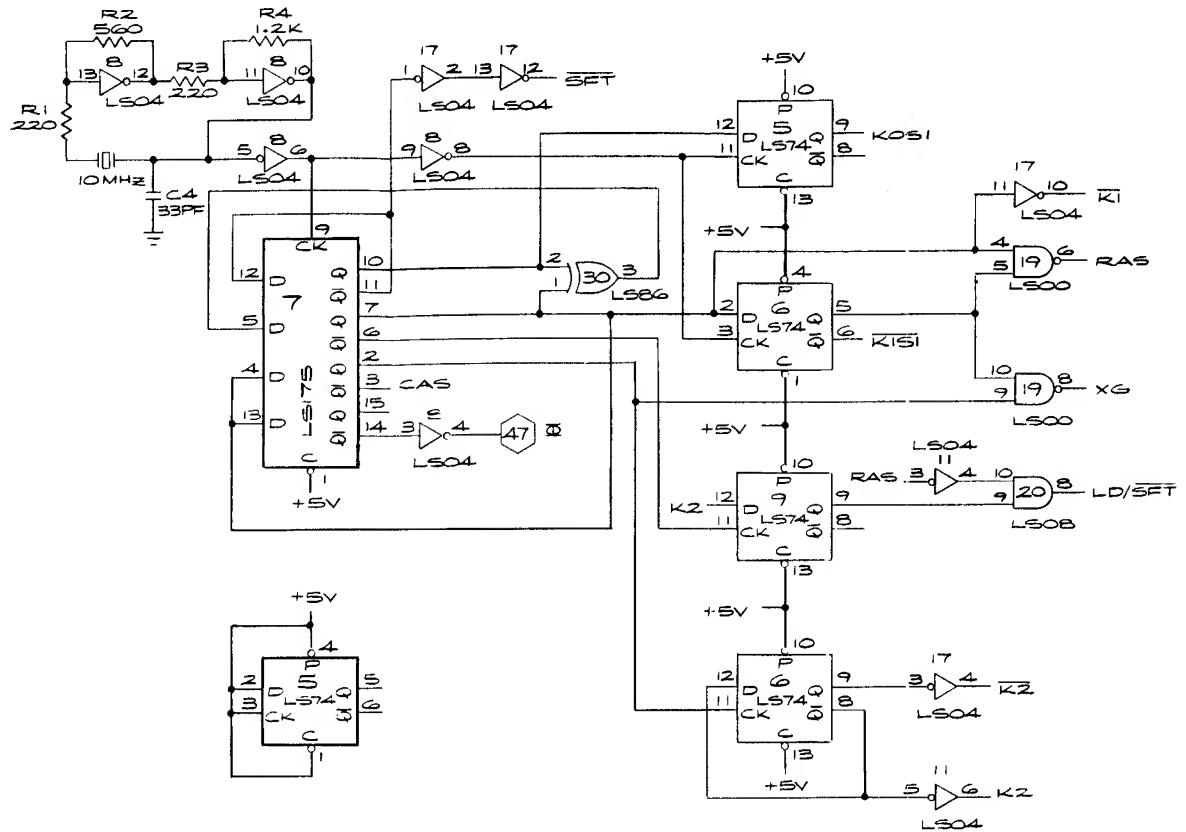 R2
560
R4
1.2K
8
13 12
LS04
R3
220
8
11 10
LS04
R1
220
10MHZ
C4
33PF
8
5 6
LS04
17
1 2
LS04
17
13 12
LS04
SFT
8
9 8
LS04
9
CK
7
LS175
12 D
5 D
4 D
13 D
C
1
+5V
Q 10
Q 11
Q 7
Q 6
Q 2
Q 3 CAS
Q 15
Q 14
2
1
30
3
LS86
3 4
LS04
47
Φ
+5V
10
P
5
LS74
12 D
11 CK
Q 9 KOS1
Q 8
C
13
+5V
4
P
6
LS74
2 D
3 CK
Q 5
Q 6 K1S1
C
1
+5V
17
11 10
LS04
K1
4
5
19
6
RAS
LS00
10
9
19
8
XG
LS00
10
P
9
LS74
K2 12 D
11 CK
Q 9
Q 8
C
13
+5V
LS04
11
RAS 3 4
10
9
20
8
LD/SFT
LS08
10
P
6
LS74
12 D
11 CK
Q 9
Q 8
C
13
+5V
17
3 4
LS04
K2
11
5 6
LS04
K2
+5V
4
P
5
LS74
2 D
3 CK
Q 5
Q 6
C
1